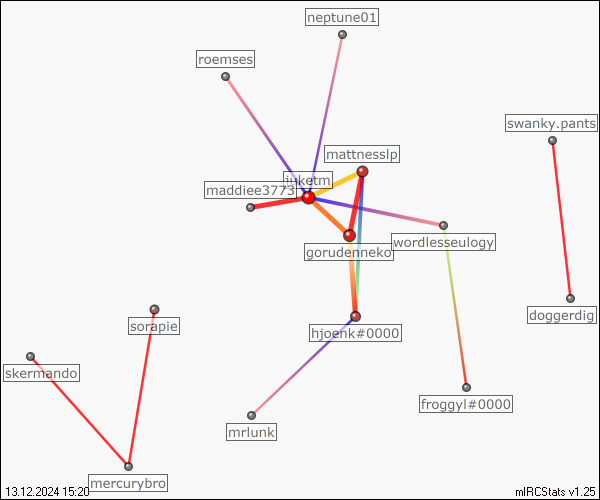 neptune01
roemses
swanky.pants
mattnesslp
maddiee3773
wordlesseulogy
gorudenneko
doggerdig
sorapie
hjoenk#0000
skermando
froggyl#0000
mrlunk
mercurybro
13.12.2024 15:20
mIRCStats v1.25